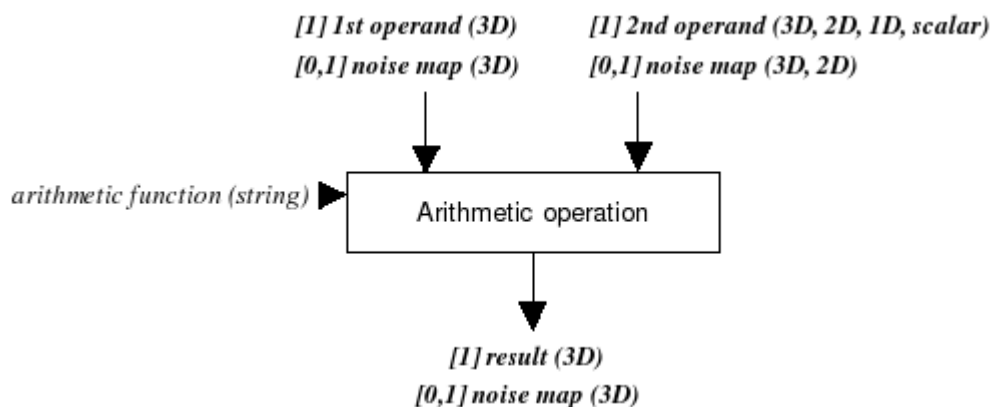 [1] 1st operand (3D)
[1] 2nd operand (3D, 2D, 1D, scalar)
[0,1] noise map (3D)
[0,1] noise map (3D, 2D)
arithmetic function (string)
Arithmetic operation
[1] result (3D)
[0,1] noise map (3D)